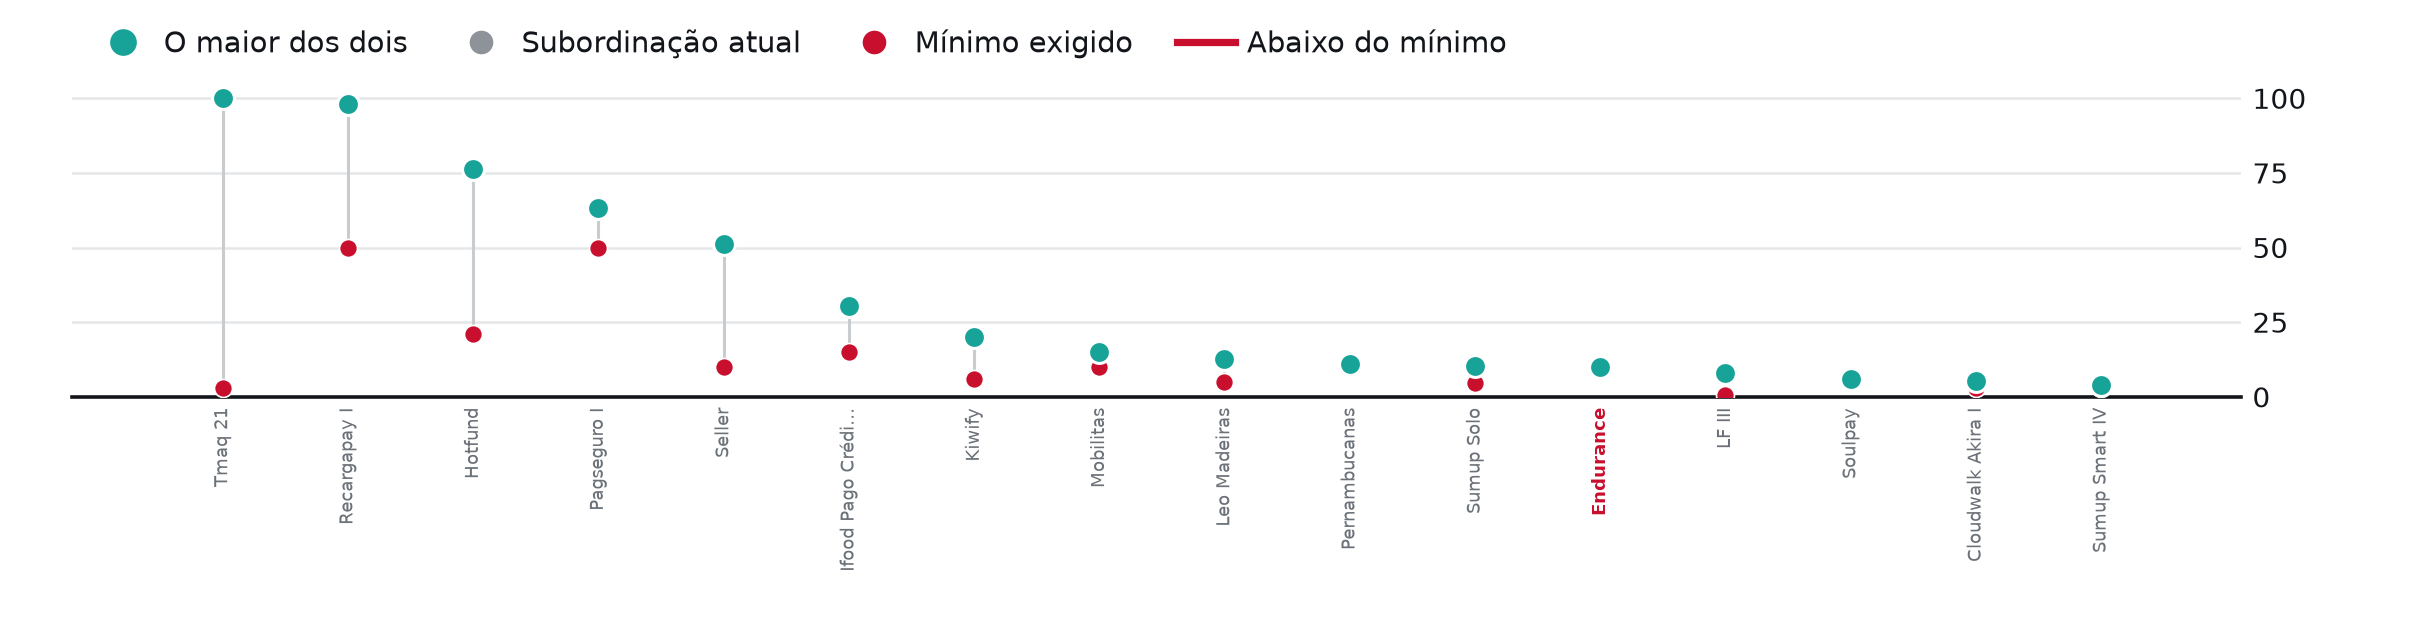 O maior dos dois
Subordinação atual
Mínimo exigido
Abaixo do mínimo
100
75
50
25
0
Tmaq 21
Recargapay I
Hotfund
Pagseguro I
Seller
Ifood Pago Crédi...
Kiwify
Mobilitas
Leo Madeiras
Pernambucanas
Sumup Solo
Endurance
LF III
Soulpay
Cloudwalk Akira I
Sumup Smart IV